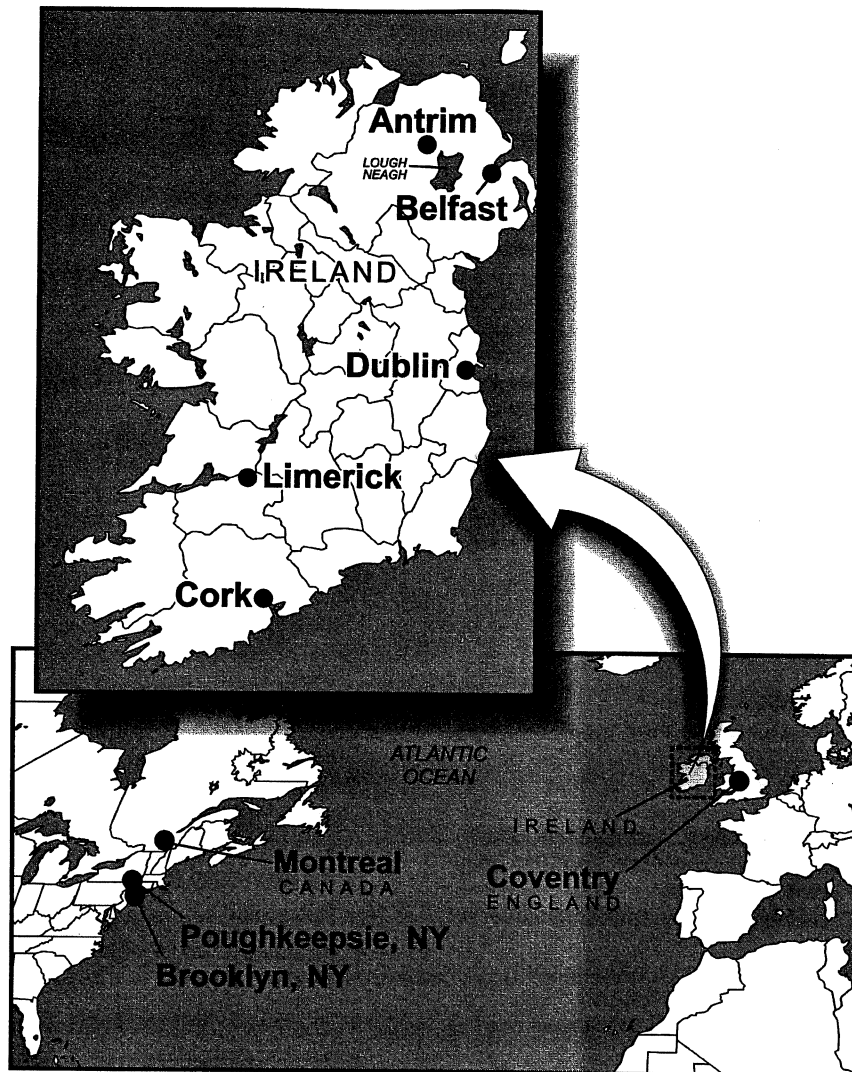 Antrim
LOUGH
NEAGH
Belfast
IRELAND
Dublin
Limerick
Cork
ATLANTIC
OCEAN
IRELAND
Montreal
CANADA
Coventry
ENGLAND
Poughkeepsie, NY
Brooklyn, NY